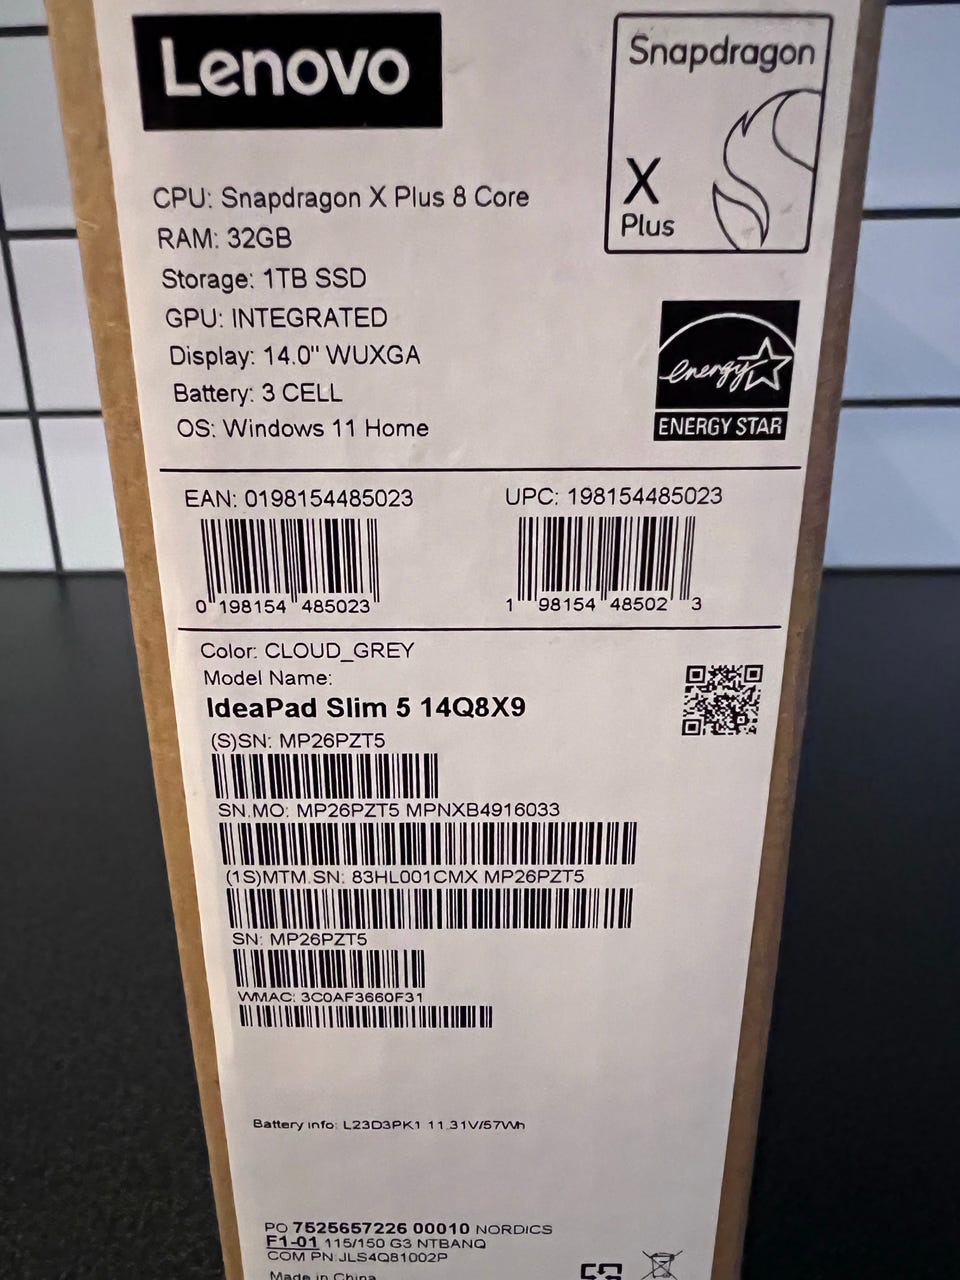 Lenovo
Snapdragon
X
Plus
CPU: Snapdragon X Plus 8 Core
RAM: 32GB
Storage: 1TB SSD
GPU: INTEGRATED
Display: 14.0" WUXGA
Battery: 3 CELL
OS: Windows 11 Home
energy
ENERGY STAR
EAN: 0198154485023
0 198154 485023
UPC: 198154485023
1 98154 48502 3
Color: CLOUD_GREY
Model Name:
IdeaPad Slim 5 14Q8X9
(S)SN: MP26PZT5
SN.MO: MP26PZT5 MPNXB4916033
(1S)MTM.SN: 83HL001CMX MP26PZT5
SN: MP26PZT5
WMAC: 3C0AF3660F31
Battery info: L23D3PK1 11.31V/57Wh
PO 7525657226 00010 NORDICS
F1-01 115/150 G3 NTBANQ
COM PN:JLS4Q81002P
Made in China